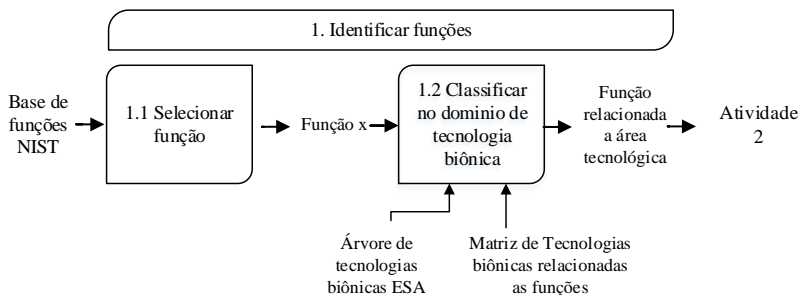 1. Identificar funções
Base de
funções
NIST
1.1 Selecionar
função
Função x
1.2 Classificar
no dominio de
tecnologia
biônica
Função
relacionada
a área
tecnológica
Atividade
2
Árvore de
tecnologias
biônicas ESA
Matriz de Tecnologias
biônicas relacionadas
as funções